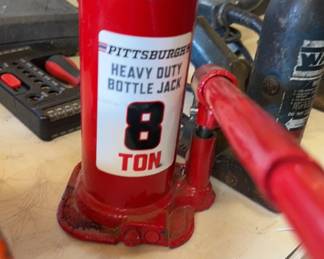 PITTSBURGH
HEAVY DUTY
BOTTLE JACK
8
TON